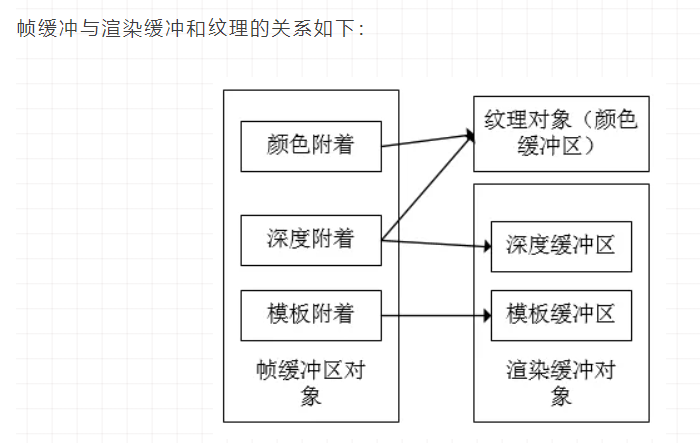 帧缓冲与渲染缓冲和纹理的关系如下：
颜色附着
深度附着
模板附着
帧缓冲区对
象
纹理对象（颜色
缓冲区）
深度缓冲区
模板缓冲区
渲染缓冲对
象